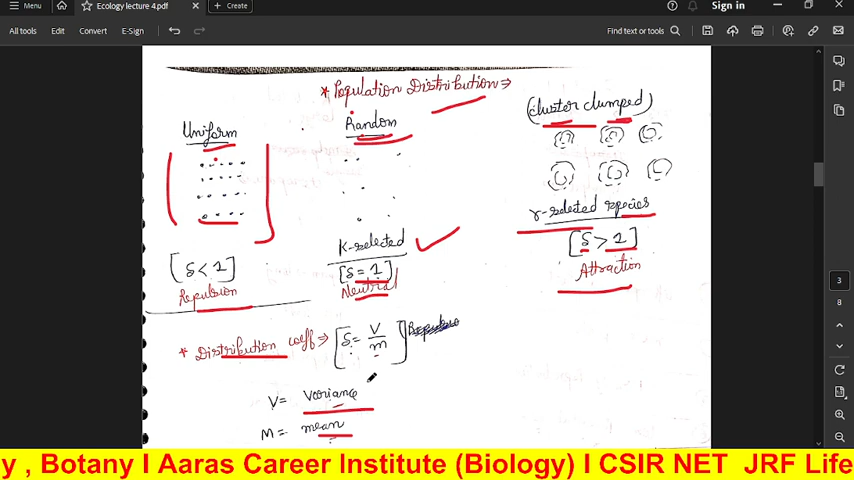 Menu
Ecology lecture 4.pdf
+ Create
Sign in
All tools
Edit
Convert
E-Sign
Find text or tools
* Population Distribution ⇒
Uniform
Random
(cluster clumped)
r-selected species
K-selected
[δ < 1]
[δ = 1]
[δ > 1]
Repulsion
Neutral
Attraction
* Distribution coeff ⇒ [δ = V/m]
V = Variance
M = mean
3
8
y , Botany I Aaras Career Institute (Biology) I CSIR NET JRF Life